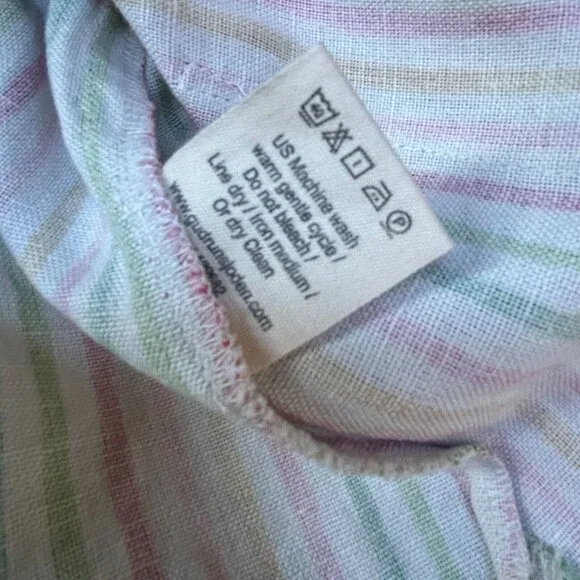 40 P
US Machine wash
warm gentle cycle /
Do not bleach /
Line dry / Iron medium /
Or dry Clean
www.gudrunsjoden.com